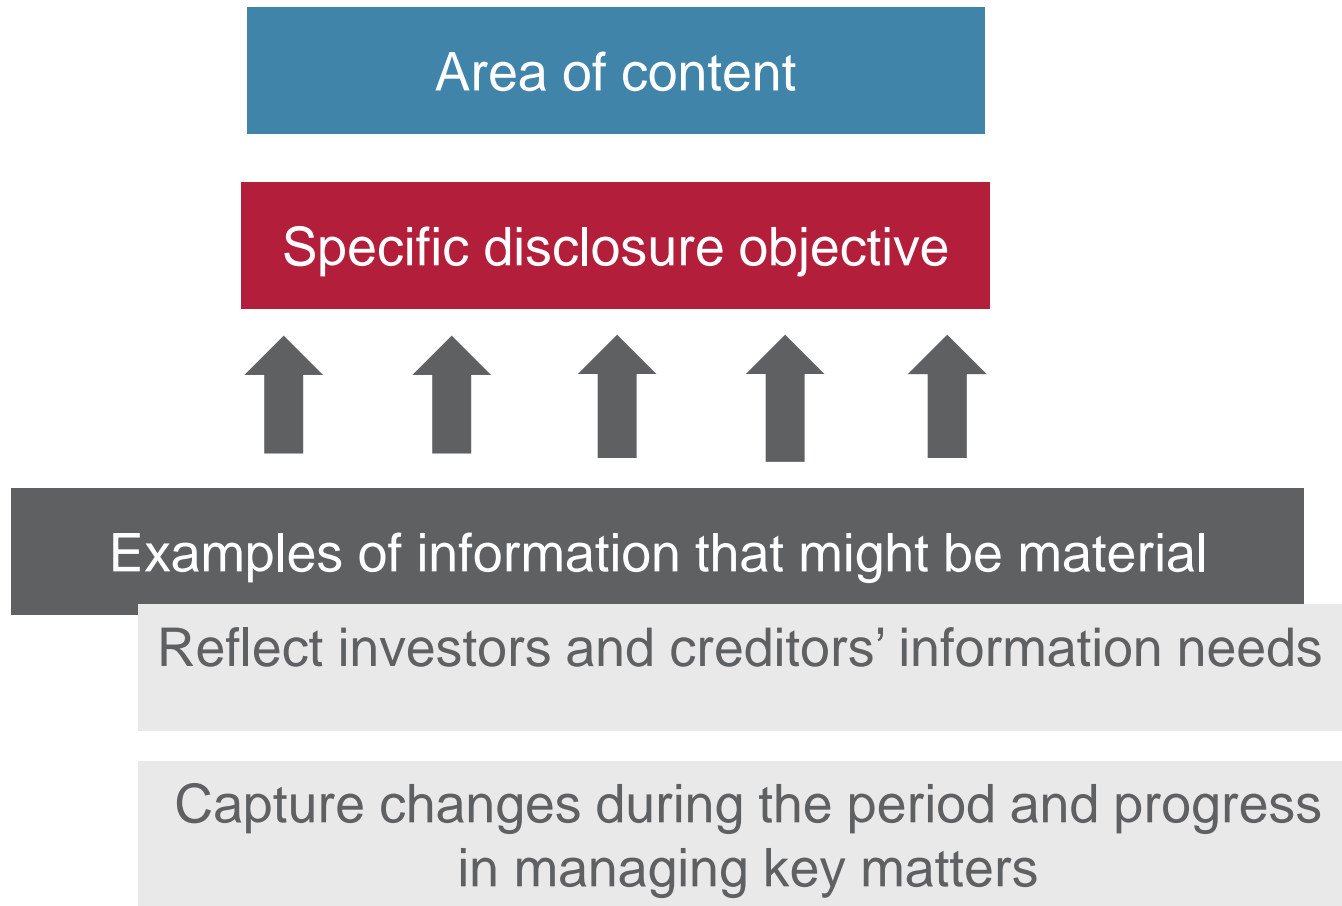 Area of content
Specific disclosure objective
Examples of information that might be material
Reflect investors and creditors’ information needs
Capture changes during the period and progress
in managing key matters